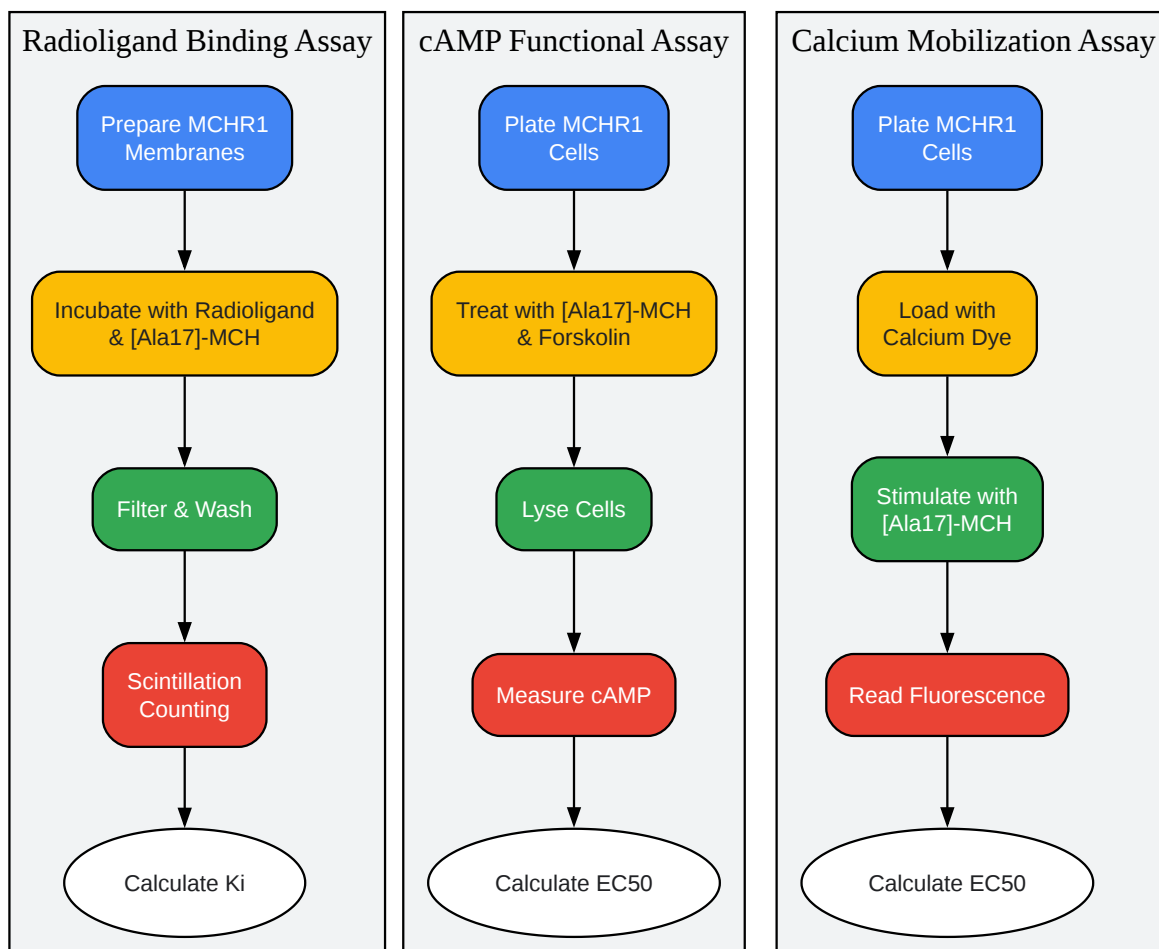 Radioligand Binding Assay
Prepare MCHR1
Membranes
Incubate with Radioligand
& [Ala17]-MCH
Filter & Wash
Scintillation
Counting
Calculate Ki
cAMP Functional Assay
Plate MCHR1
Cells
Treat with [Ala17]-MCH
& Forskolin
Lyse Cells
Measure cAMP
Calculate EC50
Calcium Mobilization Assay
Plate MCHR1
Cells
Load with
Calcium Dye
Stimulate with
[Ala17]-MCH
Read Fluorescence
Calculate EC50